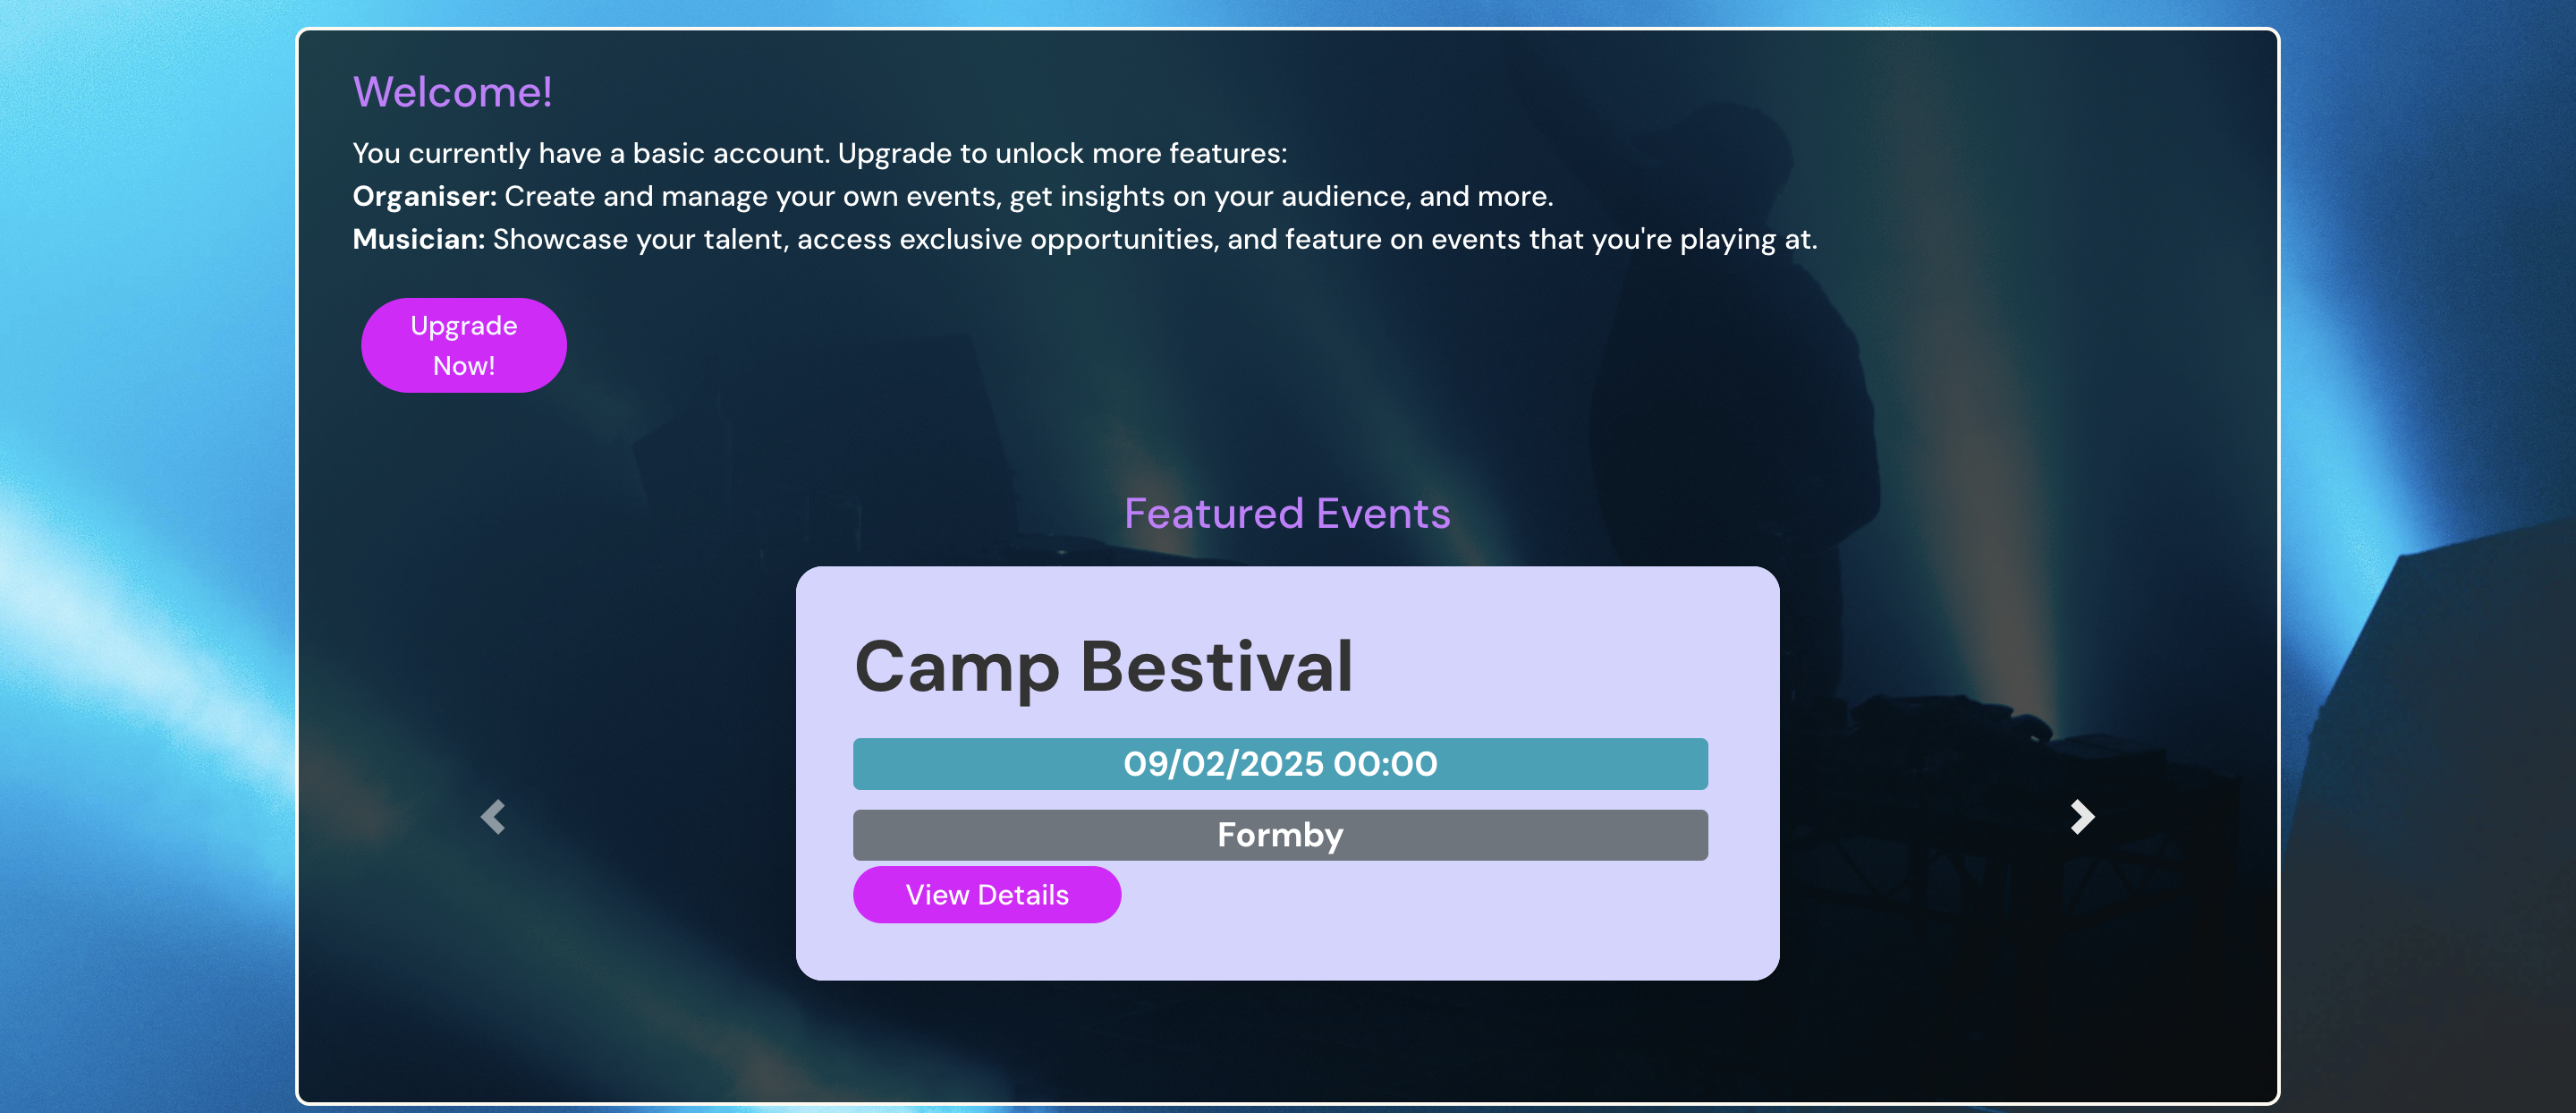 Welcome!
You currently have a basic account. Upgrade to unlock more features:
Organiser: Create and manage your own events, get insights on your audience, and more.
Musician: Showcase your talent, access exclusive opportunities, and feature on events that you're playing at.
Upgrade
Now!
Featured Events
Camp Bestival
09/02/2025 00:00
Formby
View Details